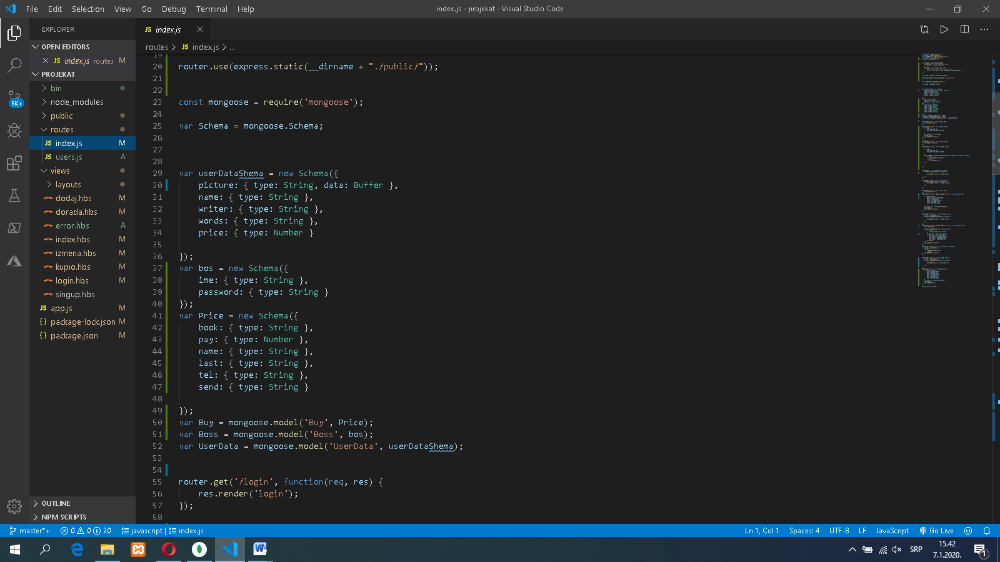 File Edit Selection View Go Debug Terminal Help
index.js - projekat - Visual Studio Code
EXPLORER
OPEN EDITORS
index.js routes M
PROJEKAT
bin
node_modules
public
routes
index.js M
users.js A
views
layouts
dodaj.hbs M
dorada.hbs M
error.hbs A
index.hbs M
izmena.hbs M
kupio.hbs M
login.hbs M
singup.hbs
app.js M
package-lock.json M
package.json M
OUTLINE
NPM SCRIPTS
5K+
JS index.js
routes > JS index.js > ...
19
20 router.use(express.static(__dirname + "./public/"));
21
22
23 const mongoose = require('mongoose');
24
25 var Schema = mongoose.Schema;
26
27
28
29 var userDataShema = new Schema({
30 picture: { type: String, data: Buffer },
31 name: { type: String },
32 writer: { type: String },
33 words: { type: String },
34 price: { type: Number }
35
36 });
37 var bos = new Schema({
38 ime: { type: String },
39 password: { type: String }
40 });
41 var Price = new Schema({
42 book: { type: String },
43 pay: { type: Number },
44 name: { type: String },
45 last: { type: String },
46 tel: { type: String },
47 send: { type: String }
48
49 });
50 var Buy = mongoose.model('Buy', Price);
51 var Boss = mongoose.model('Boss', bos);
52 var UserData = mongoose.model('UserData', userDataShema);
53
54
55 router.get('/login', function(req, res) {
56 res.render('login');
57 });
58
master*+ 0 0 20 javascript | index.js
Ln 1, Col 1 Spaces: 4 UTF-8 LF JavaScript Go Live
SRP 15.42
7.1.2020.
1